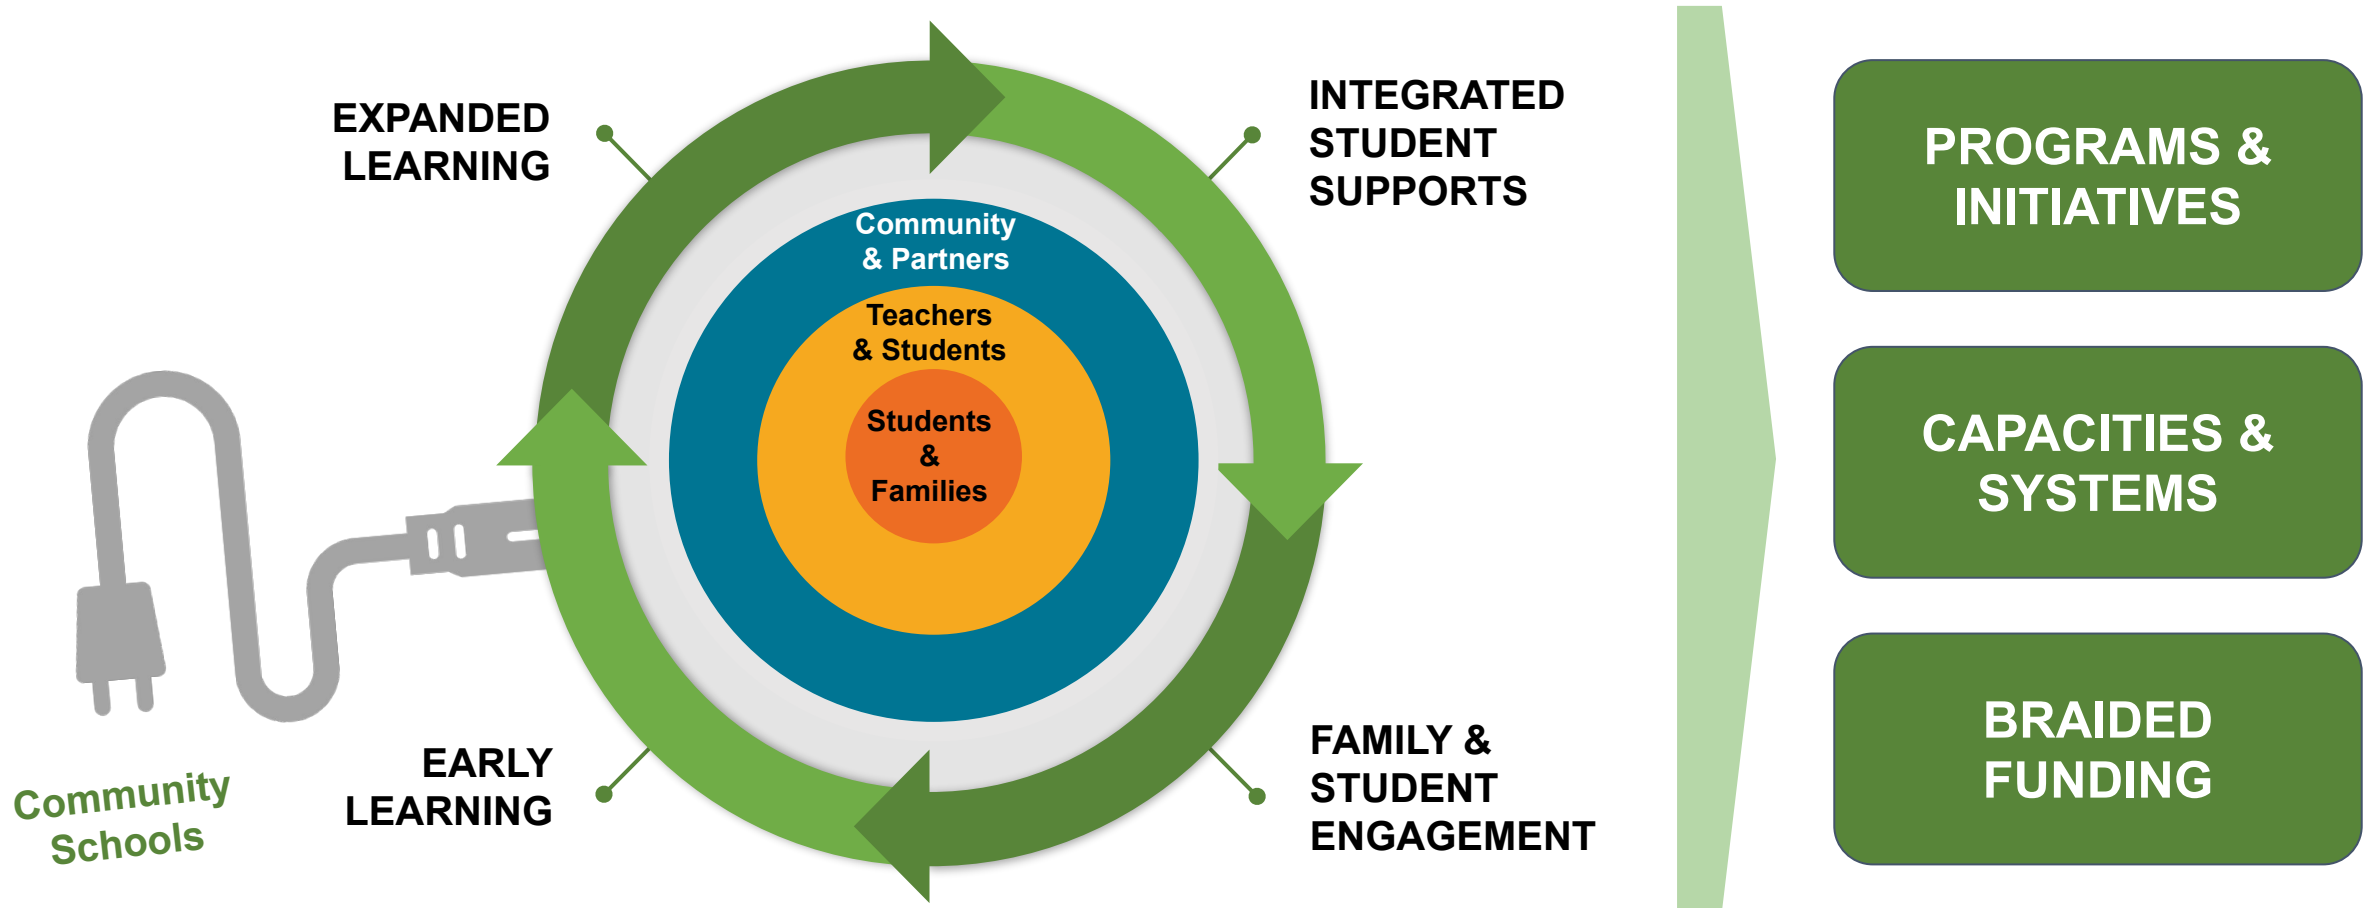 EXPANDED
LEARNING
INTEGRATED
STUDENT
SUPPORTS
Community
& Partners
Teachers
& Students
Students
&
Families
EARLY
LEARNING
FAMILY &
STUDENT
ENGAGEMENT
Community
Schools
PROGRAMS &
INITIATIVES
CAPACITIES &
SYSTEMS
BRAIDED
FUNDING